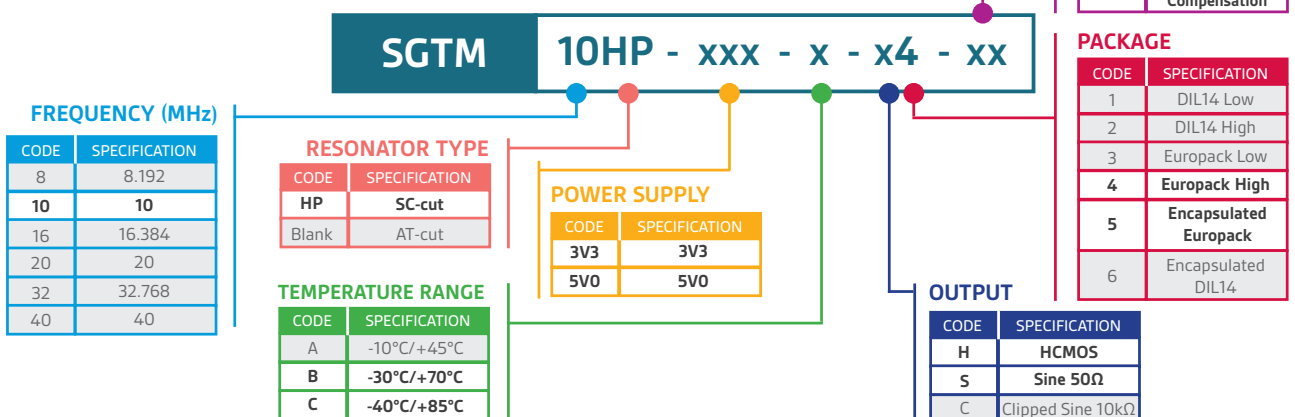 Compensation
SGTM 10HP - xxx - x - x4 - xx
PACKAGE
CODE SPECIFICATION
1 DIL14 Low
2 DIL14 High
3 Europack Low
4 Europack High
5 Encapsulated
Europack
6 Encapsulated
DIL14
FREQUENCY (MHz)
CODE SPECIFICATION
8 8.192
10 10
16 16.384
20 20
32 32.768
40 40
RESONATOR TYPE
CODE SPECIFICATION
HP SC-cut
Blank AT-cut
POWER SUPPLY
CODE SPECIFICATION
3V3 3V3
5V0 5V0
TEMPERATURE RANGE
CODE SPECIFICATION
A -10°C/+45°C
B -30°C/+70°C
C -40°C/+85°C
OUTPUT
CODE SPECIFICATION
H HCMOS
S Sine 50Ω
C Clipped Sine 10kΩ